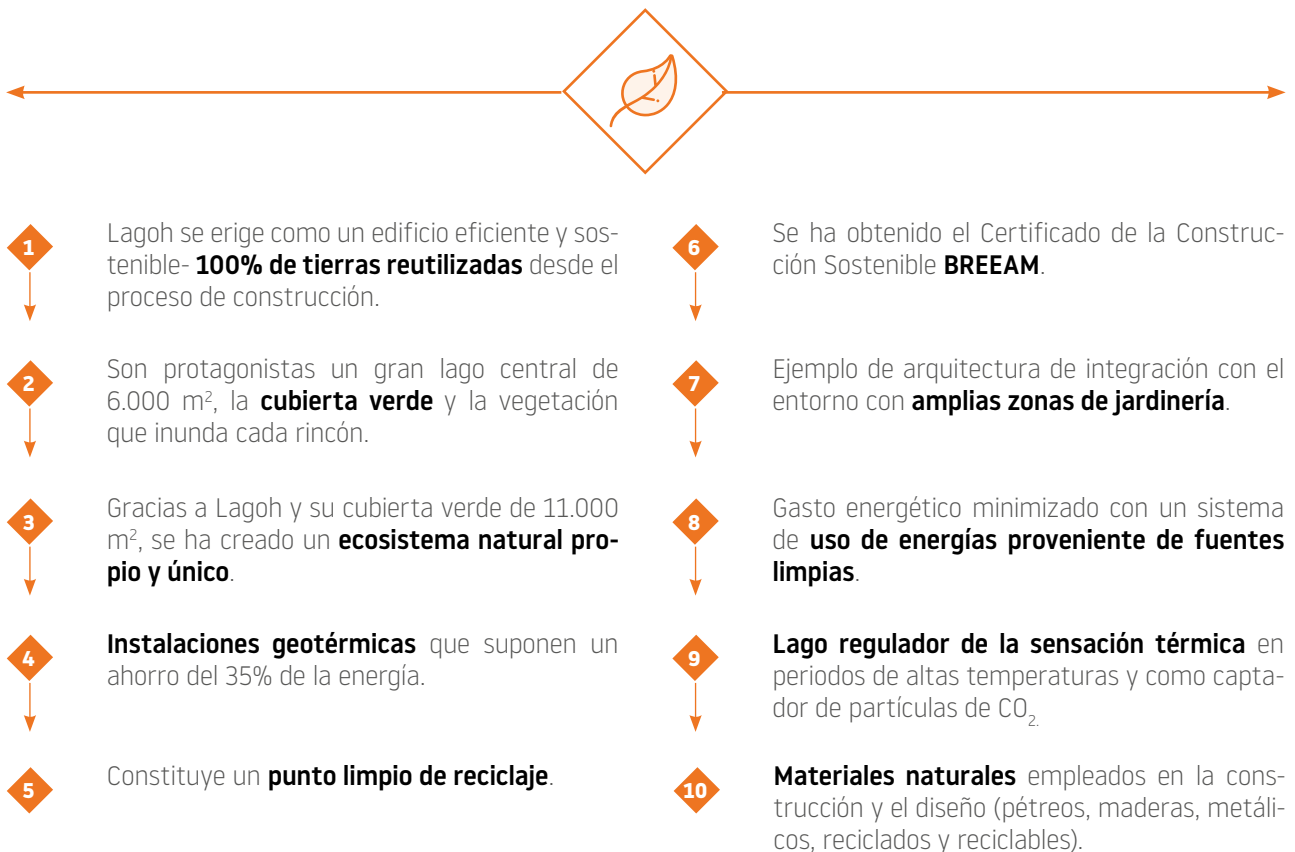 1
Lagoh se erige como un edificio eficiente y sos-
tenible- 100% de tierras reutilizadas desde el
proceso de construcción.
2
Son protagonistas un gran lago central de
6.000 m², la cubierta verde y la vegetación
que inunda cada rincón.
3
Gracias a Lagoh y su cubierta verde de 11.000
m², se ha creado un ecosistema natural pro-
pio y único.
4
Instalaciones geotérmicas que suponen un
ahorro del 35% de la energía.
5
Constituye un punto limpio de reciclaje.
6
Se ha obtenido el Certificado de la Construc-
ción Sostenible BREEAM.
7
Ejemplo de arquitectura de integración con el
entorno con amplias zonas de jardinería.
8
Gasto energético minimizado con un sistema
de uso de energías proveniente de fuentes
limpias.
9
Lago regulador de la sensación térmica en
periodos de altas temperaturas y como capta-
dor de partículas de CO₂.
10
Materiales naturales empleados en la cons-
trucción y el diseño (pétreos, maderas, metáli-
cos, reciclados y reciclables).